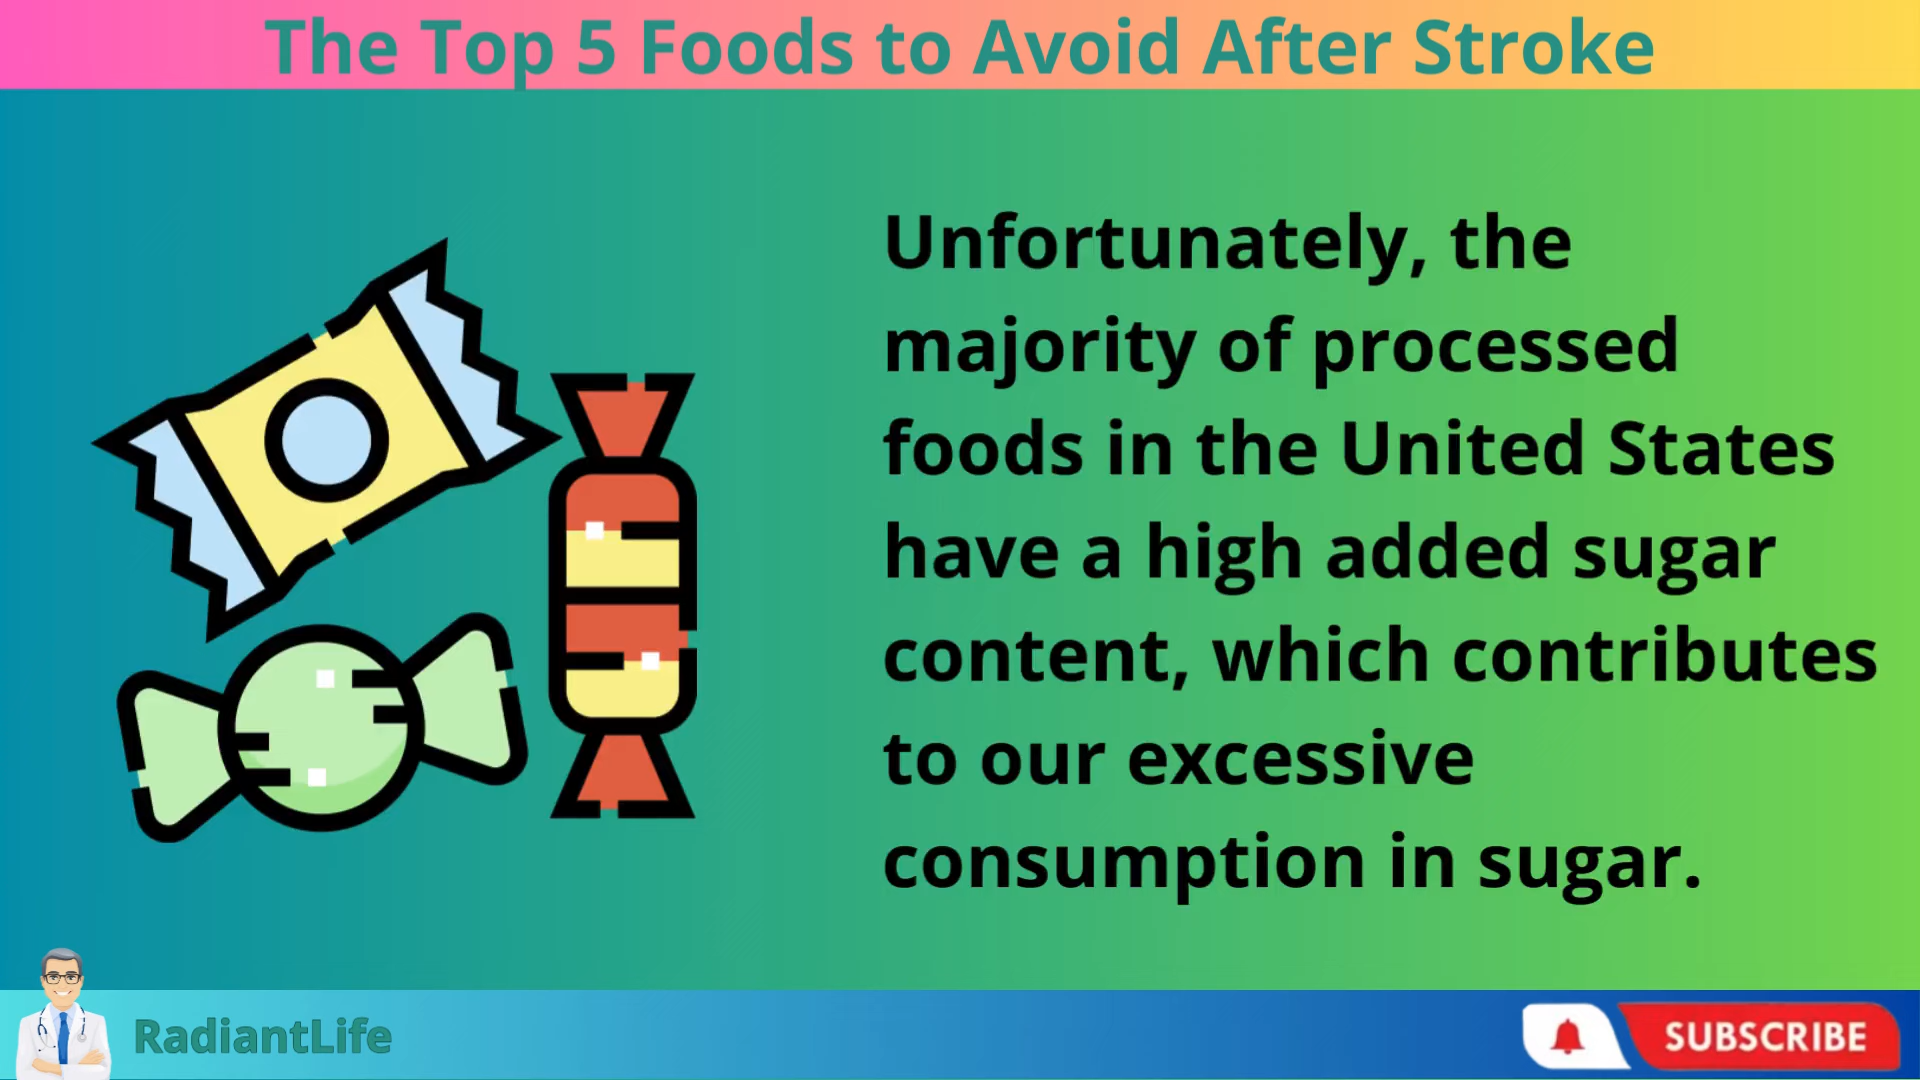 The Top 5 Foods to Avoid After Stroke
Unfortunately, the
majority of processed
foods in the United States
have a high added sugar
content, which contributes
to our excessive
consumption in sugar.
RadiantLife
SUBSCRIBE